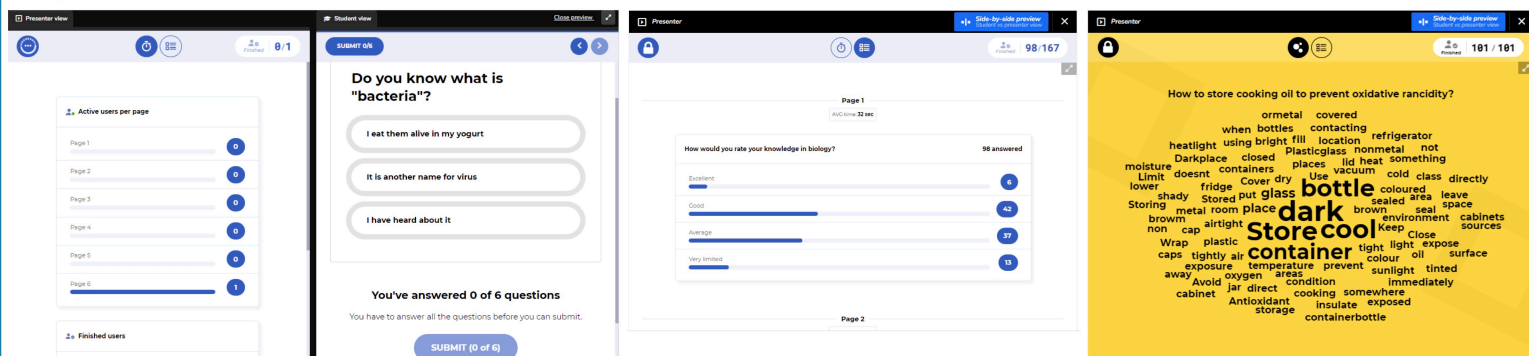 Presenter view
0/1
Finished
Active users per page
Page 1
0
Page 2
0
Page 3
0
Page 4
0
Page 5
0
Page 6
1
Finished users
Student view
Close preview
SUBMIT 0/6
Do you know what is
"bacteria"?
I eat them alive in my yogurt
It is another name for virus
I have heard about it
You've answered 0 of 6 questions
You have to answer all the questions before you can submit.
SUBMIT (0 of 6)
Presenter
Side-by-side preview
Student vs presenter view
Finished
98/167
Page 1
AVG time: 32 sec
How would you rate your knowledge in biology?
98 answered
Excellent
6
Good
42
Average
37
Very limited
13
Page 2
Presenter
Side-by-side preview
Student vs presenter view
Finished
101 / 101
How to store cooking oil to prevent oxidative rancidity?
ormetal covered
when bottles contacting
heatlight using bright fill location refrigerator
Plasticglass nonmetal not
Darkplace closed places lid heat something
moisture containers vacuum
Limit doesnt Use cold class directly
lower fridge Cover dry
shady Stored put glass bottle coloured sealed area leave
Storing metal room place dark brown seal space
browm environment cabinets
non cap airtight Store cool Keep sources
Close
Wrap plastic container tight light expose
caps tightly air colour oil surface
exposure temperature prevent sunlight tinted
away oxygen areas
Avoid condition immediately
cabinet jar direct cooking somewhere
Antioxidant insulate exposed
storage
containerbottle